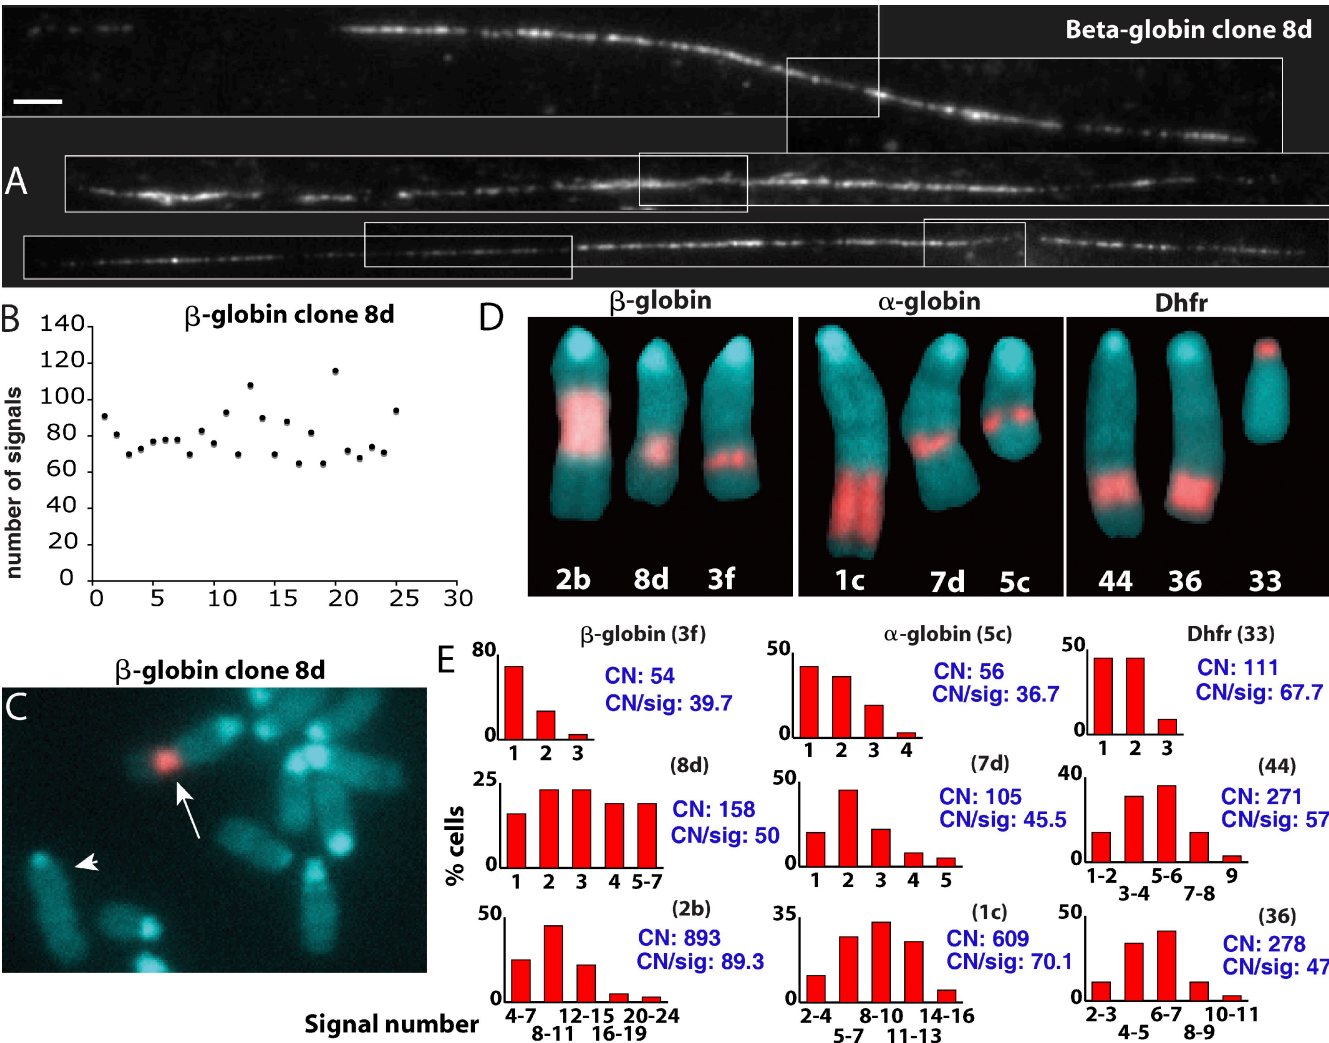 Beta-globin clone 8d
A
B
β-globin clone 8d
number of signals
140
120
100
80
60
40
20
0
0 5 10 15 20 25 30
β-globin clone 8d
C
D
β-globin α-globin Dhfr
2b 8d 3f 1c 7d 5c 44 36 33
E
% cells
β-globin (3f)
80
0
CN: 54
CN/sig: 39.7
1 2 3
α-globin (5c)
50
0
CN: 56
CN/sig: 36.7
1 2 3 4
Dhfr (33)
50
0
CN: 111
CN/sig: 67.7
1 2 3
(8d)
25
0
CN: 158
CN/sig: 50
1 2 3 4 5-7
(7d)
50
0
CN: 105
CN/sig: 45.5
1 2 3 4 5
(44)
40
0
CN: 271
CN/sig: 57
1-2 3-4 5-6 7-8 9
(2b)
50
0
CN: 893
CN/sig: 89.3
4-7 8-11 12-15 16-19 20-24
(1c)
35
0
CN: 609
CN/sig: 70.1
2-4 5-7 8-10 11-13 14-16
(36)
50
0
CN: 278
CN/sig: 47
2-3 4-5 6-7 8-9 10-11
Signal number